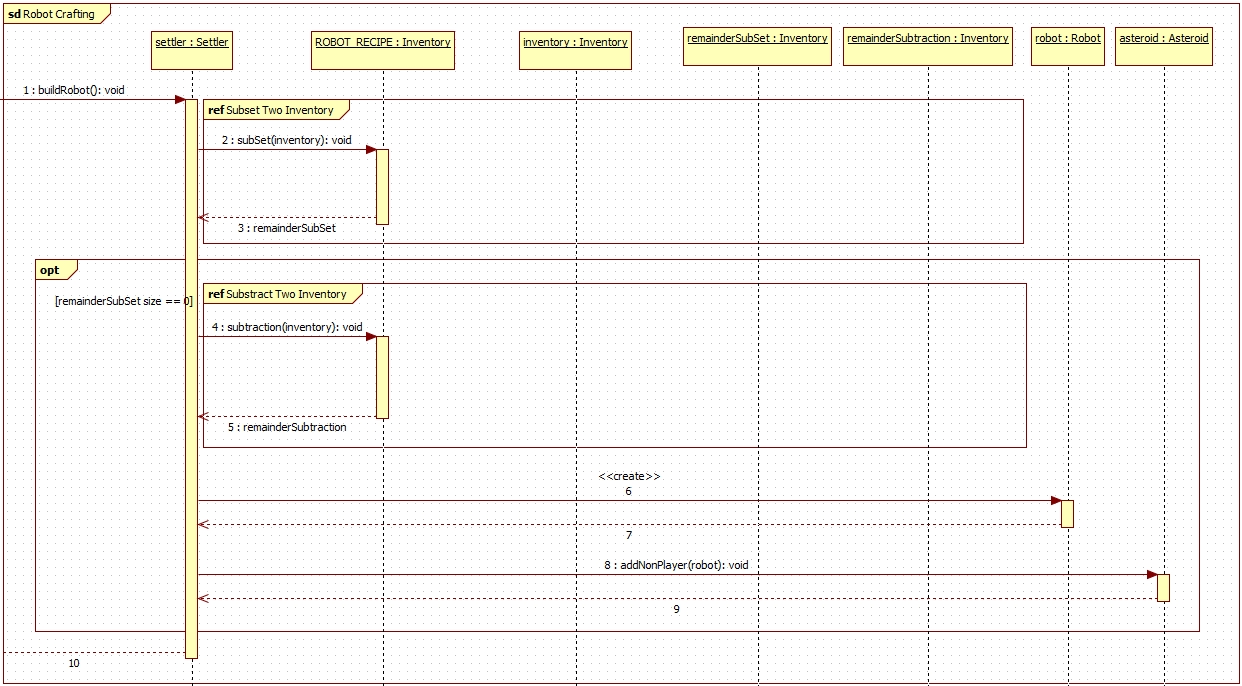 sd Robot Crafting
settler : Settler
ROBOT_RECIPE : Inventory
inventory : Inventory
remainderSubSet : Inventory
remainderSubtraction : Inventory
robot : Robot
asteroid : Asteroid
1 : buildRobot(): void
ref Subset Two Inventory
2 : subSet(inventory): void
3 : remainderSubSet
opt
[remainderSubSet size == 0]
ref Substract Two Inventory
4 : subtraction(inventory): void
5 : remainderSubtraction
<<create>>
6
7
8 : addNonPlayer(robot): void
9
10